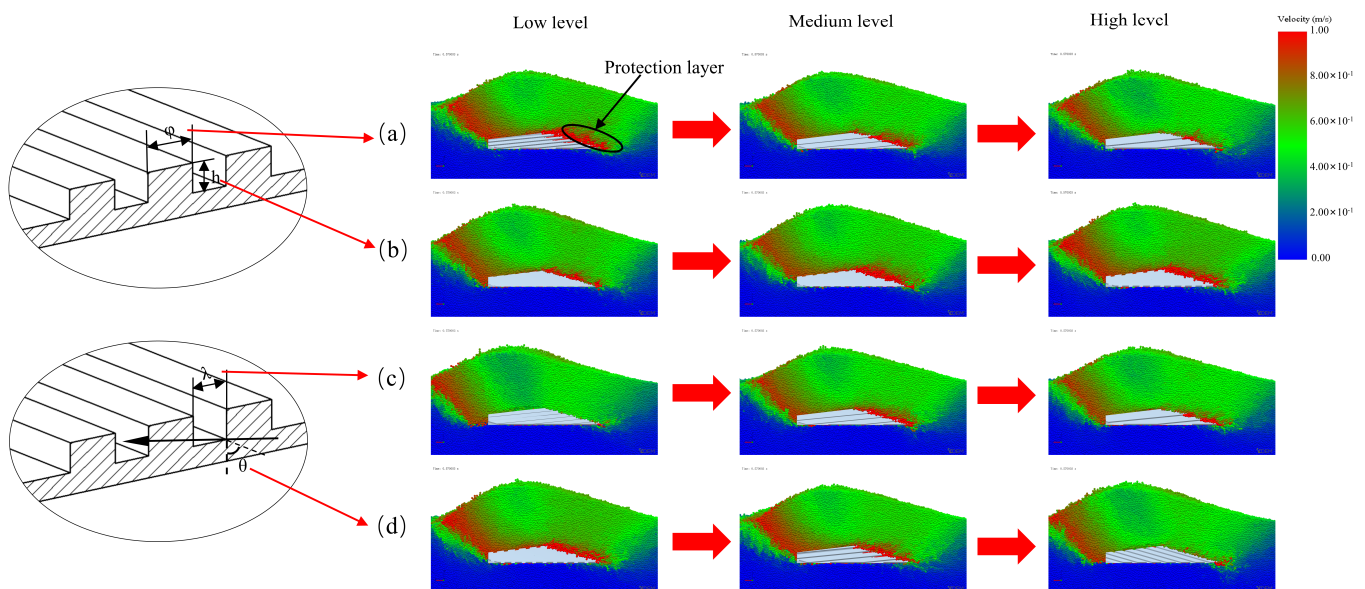 Low level
Medium level
High level
Velocity (m/s)
1.00
8.00×10⁻¹
6.00×10⁻¹
4.00×10⁻¹
2.00×10⁻¹
0.00
Protection layer
φ
h
(a)
(b)
λ
θ
(c)
(d)